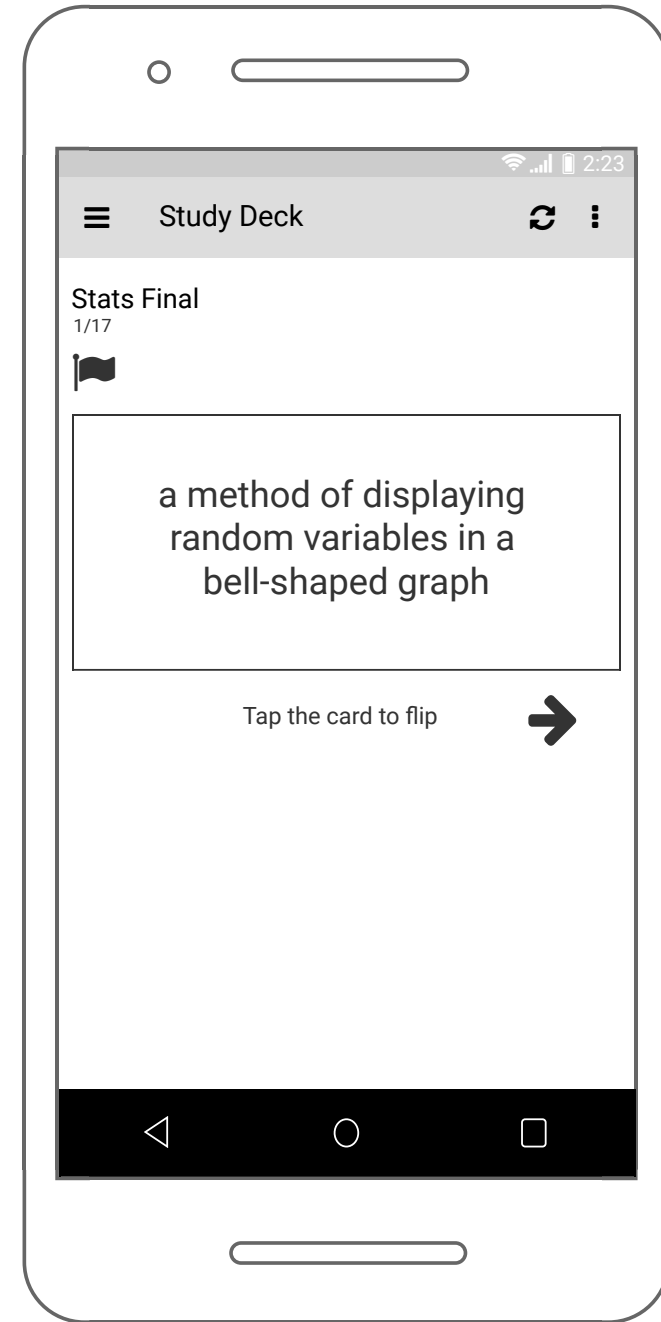 2:23
Study Deck
Stats Final
1/17
a method of displaying
random variables in a
bell-shaped graph
Tap the card to flip